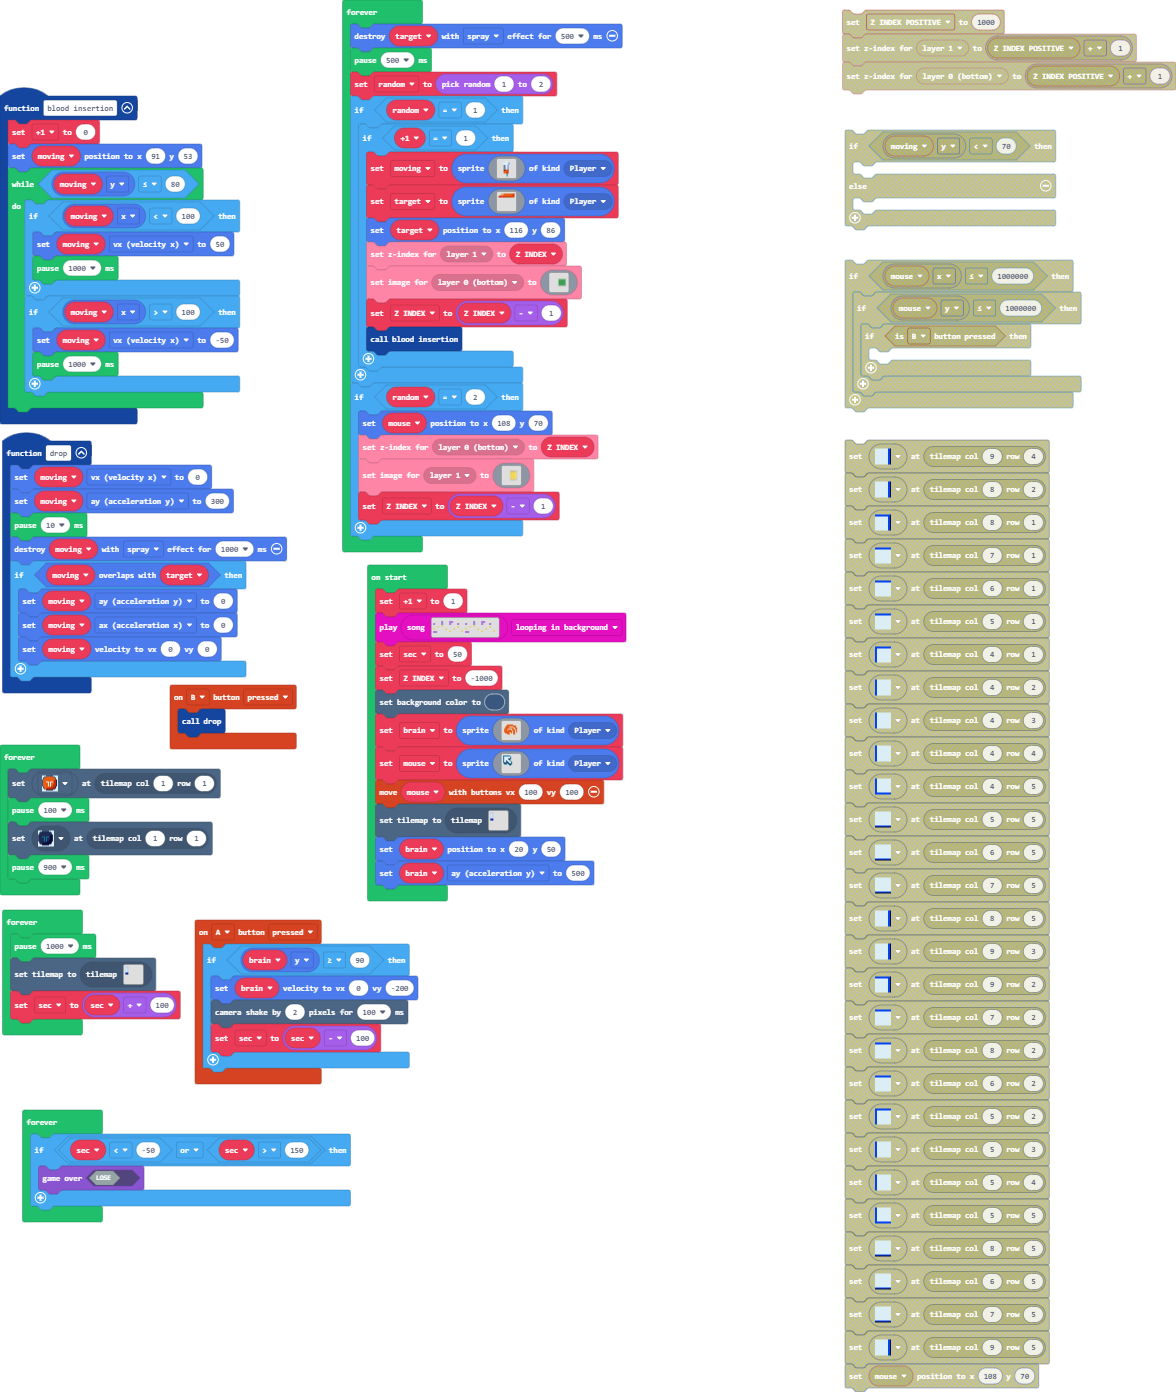 function blood insertion
set +1 to 0
set moving position to x 91 y 53
while moving y ≤ 80
do
if moving x < 100 then
set moving vx (velocity x) to 50
pause 1000 ms
if moving x > 100 then
set moving vx (velocity x) to -50
pause 1000 ms
function drop
set moving vx (velocity x) to 0
set moving ay (acceleration y) to 300
pause 10 ms
destroy moving with spray effect for 1000 ms
if moving overlaps with target then
set moving ay (acceleration y) to 0
set moving ax (acceleration x) to 0
set moving velocity to vx 0 vy 0
on B button pressed
call drop
forever
set at tilemap col 1 row 1
pause 100 ms
set at tilemap col 1 row 1
pause 900 ms
forever
pause 1000 ms
set tilemap to tilemap
set sec to sec + 100
on A button pressed
if brain y ≥ 90 then
set brain velocity to vx 0 vy -200
camera shake by 2 pixels for 100 ms
set sec to sec - 100
forever
if sec < -50 or sec > 150 then
game over LOSE
forever
destroy target with spray effect for 500 ms
pause 500 ms
set random to pick random 1 to 2
if random = 1 then
if +1 = 1 then
set moving to sprite of kind Player
set target to sprite of kind Player
set target position to x 116 y 86
set z-index for layer 1 to Z INDEX
set image for layer 0 (bottom) to
set Z INDEX to Z INDEX - 1
call blood insertion
if random = 2 then
set mouse position to x 108 y 70
set z-index for layer 0 (bottom) to Z INDEX
set image for layer 1 to
set Z INDEX to Z INDEX - 1
on start
set +1 to 1
play song looping in background
set sec to 50
set Z INDEX to -1000
set background color to
set brain to sprite of kind Player
set mouse to sprite of kind Player
move mouse with buttons vx 100 vy 100
set tilemap to tilemap
set brain position to x 20 y 50
set brain ay (acceleration y) to 500
set Z INDEX POSITIVE to 1000
set z-index for layer 1 to Z INDEX POSITIVE + 1
set z-index for layer 0 (bottom) to Z INDEX POSITIVE + 1
if moving y < 70 then
else
if mouse x ≤ 1000000 then
if mouse y ≤ 1000000 then
if is B button pressed then
set at tilemap col 9 row 4
set at tilemap col 8 row 2
set at tilemap col 8 row 1
set at tilemap col 7 row 1
set at tilemap col 6 row 1
set at tilemap col 5 row 1
set at tilemap col 4 row 1
set at tilemap col 4 row 2
set at tilemap col 4 row 3
set at tilemap col 4 row 4
set at tilemap col 4 row 5
set at tilemap col 5 row 5
set at tilemap col 6 row 5
set at tilemap col 7 row 5
set at tilemap col 8 row 5
set at tilemap col 9 row 3
set at tilemap col 9 row 2
set at tilemap col 7 row 2
set at tilemap col 8 row 2
set at tilemap col 6 row 2
set at tilemap col 5 row 2
set at tilemap col 5 row 3
set at tilemap col 5 row 4
set at tilemap col 5 row 5
set at tilemap col 8 row 5
set at tilemap col 6 row 5
set at tilemap col 7 row 5
set at tilemap col 9 row 5
set mouse position to x 108 y 70